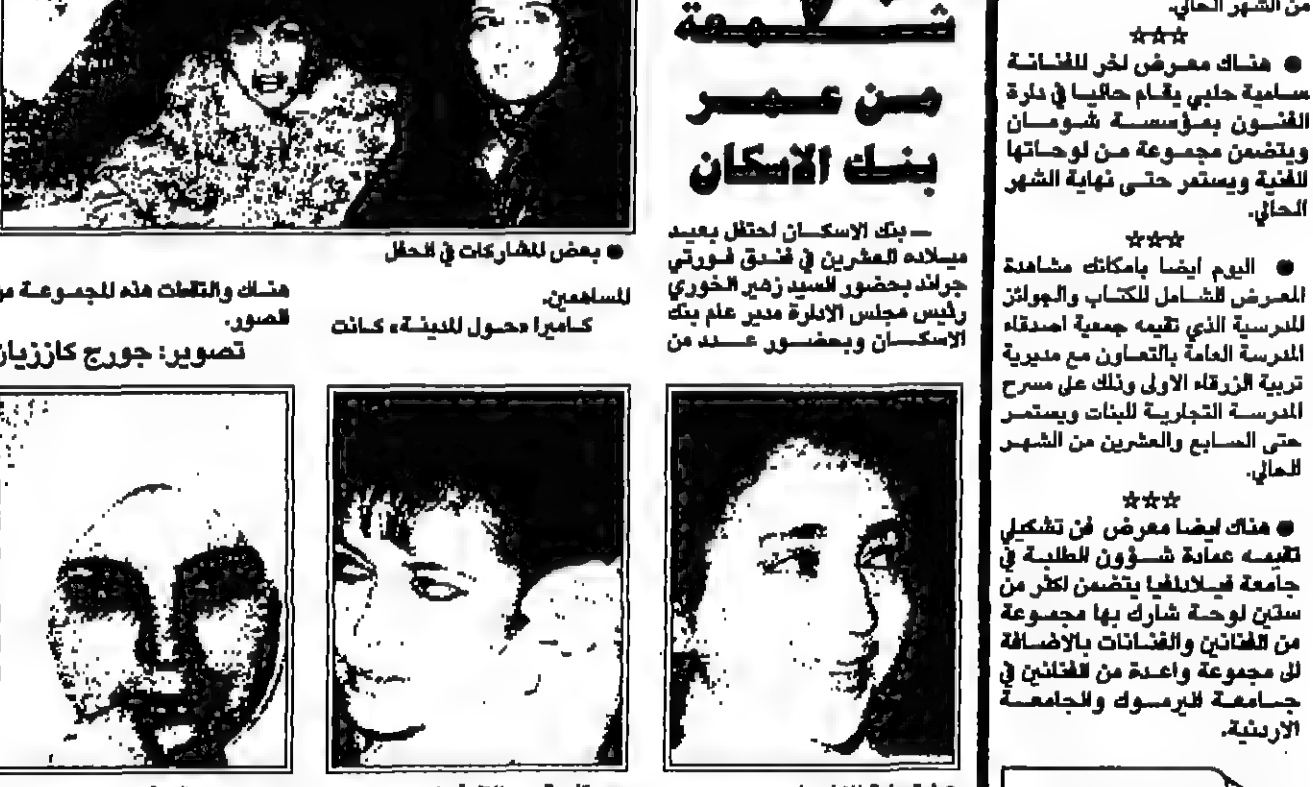 من الشهر الحالي.
☆☆☆
● هناك معرض اخر للفنانة
سامية حلبي يقام حاليا في دارة
الفنون بمؤسسة شومان
ويتضمن مجموعة من لوحاتها
الفنية ويستمر حتى نهاية الشهر
الحالي.
☆☆☆
● اليوم ايضا بامكانك مشاهدة
المعرض الشامل للكتاب والجوائز
المدرسية الذي تقيمه جمعية اصدقاء
المدرسة العامة بالتعاون مع مديرية
تربية الزرقاء الاولى وذلك على مسرح
المدرسة التجارية للبنات ويستمر
حتى السابع والعشرين من الشهر
الحالي.
☆☆☆
● هناك ايضا معرض فن تشكيلي
تقيمه عمادة شؤون الطلبة في
جامعة فيلادلفيا يتضمن اكثر من
ستين لوحة شارك بها مجموعة
من الفنانين والفنانات بالاضافة
الى مجموعة واعدة من الفنانين في
جامعة اليرموك والجامعة
الاردنية.
شمعة
من عمر
بنك الاسكان
— بنك الاسكان احتفل بعيد
ميلاده العشرين في فندق فورتي
جراند بحضور السيد زهير الخوري
رئيس مجلس الادارة مدير عام بنك
الاسكان وبحضور عدد من
● بعض المشاركات في الحفل
المساهمين.
كاميرا «حول المدينة» كانت
هناك والتقطت هذه المجموعة من
الصور.
تصوير: جورج كازريان